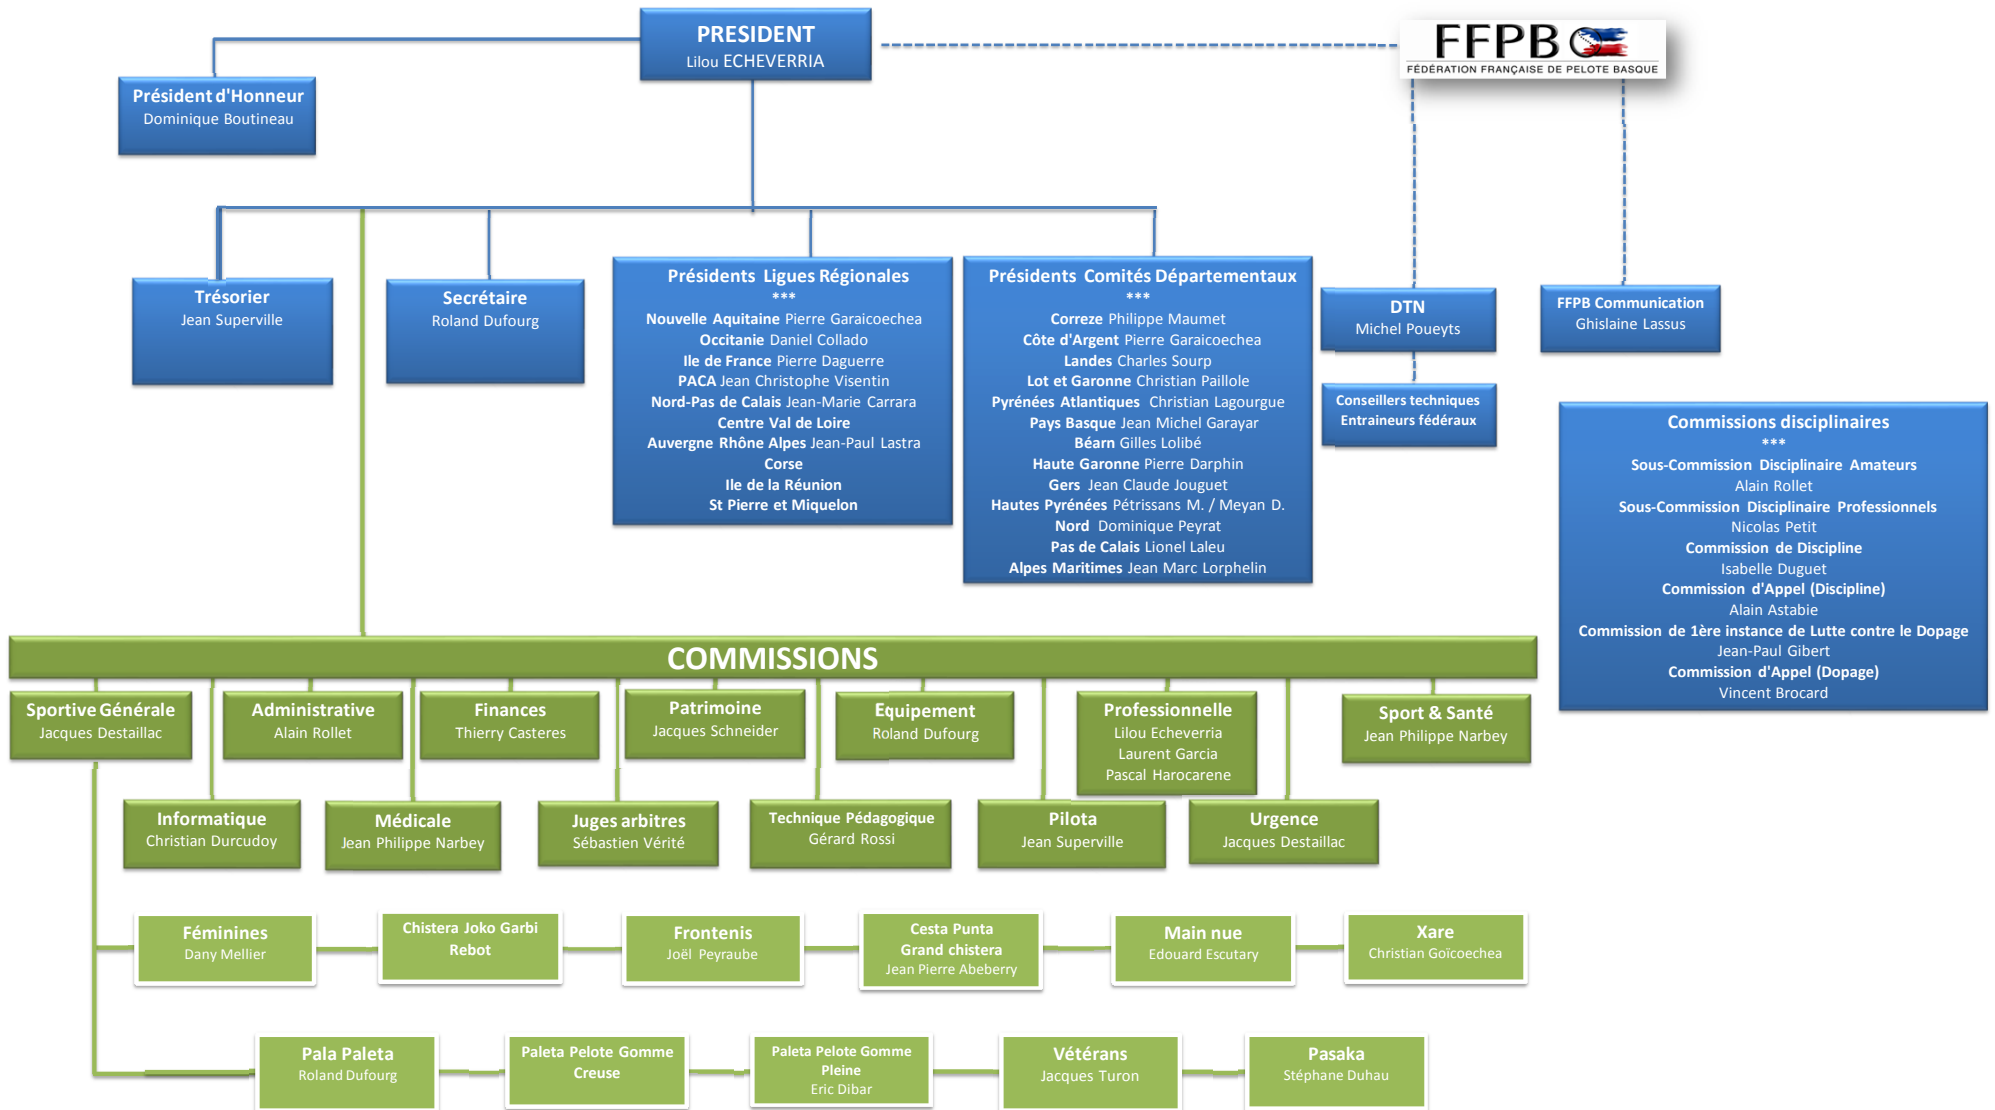 PRESIDENT
Lilou ECHEVERRIA
FFPB
FÉDÉRATION FRANÇAISE DE PELOTE BASQUE
Président d'Honneur
Dominique Boutineau
Trésorier
Jean Superville
Secrétaire
Roland Dufourg
Présidents Ligues Régionales
***
Nouvelle Aquitaine Pierre Garaicoechea
Occitanie Daniel Collado
Ile de France Pierre Daguerre
PACA Jean Christophe Visentin
Nord-Pas de Calais Jean-Marie Carrara
Centre Val de Loire
Auvergne Rhône Alpes Jean-Paul Lastra
Corse
Ile de la Réunion
St Pierre et Miquelon
Présidents Comités Départementaux
***
Correze Philippe Maumet
Côte d'Argent Pierre Garaicoechea
Landes Charles Sourp
Lot et Garonne Christian Paillole
Pyrénées Atlantiques Christian Lagourgue
Pays Basque Jean Michel Garayar
Béarn Gilles Lolibé
Haute Garonne Pierre Darphin
Gers Jean Claude Jouguet
Hautes Pyrénées Pétrissans M. / Meyan D.
Nord Dominique Peyrat
Pas de Calais Lionel Laleu
Alpes Maritimes Jean Marc Lorphelin
DTN
Michel Poueyts
Conseillers techniques
Entraineurs fédéraux
FFPB Communication
Ghislaine Lassus
Commissions disciplinaires
***
Sous-Commission Disciplinaire Amateurs
Alain Rollet
Sous-Commission Disciplinaire Professionnels
Nicolas Petit
Commission de Discipline
Isabelle Duguet
Commission d'Appel (Discipline)
Alain Astabie
Commission de 1ère instance de Lutte contre le Dopage
Jean-Paul Gibert
Commission d'Appel (Dopage)
Vincent Brocard
COMMISSIONS
Sportive Générale
Jacques Destaillac
Administrative
Alain Rollet
Finances
Thierry Casteres
Patrimoine
Jacques Schneider
Equipement
Roland Dufourg
Professionnelle
Lilou Echeverria
Laurent Garcia
Pascal Harocarene
Sport & Santé
Jean Philippe Narbey
Informatique
Christian Durcudoy
Médicale
Jean Philippe Narbey
Juges arbitres
Sébastien Vérité
Technique Pédagogique
Gérard Rossi
Pilota
Jean Superville
Urgence
Jacques Destaillac
Féminines
Dany Mellier
Chistera Joko Garbi
Rebot
Frontenis
Joël Peyraube
Cesta Punta
Grand chistera
Jean Pierre Abeberry
Main nue
Edouard Escutary
Xare
Christian Goïcoechea
Pala Paleta
Roland Dufourg
Paleta Pelote Gomme
Creuse
Paleta Pelote Gomme
Pleine
Eric Dibar
Vétérans
Jacques Turon
Pasaka
Stéphane Duhau